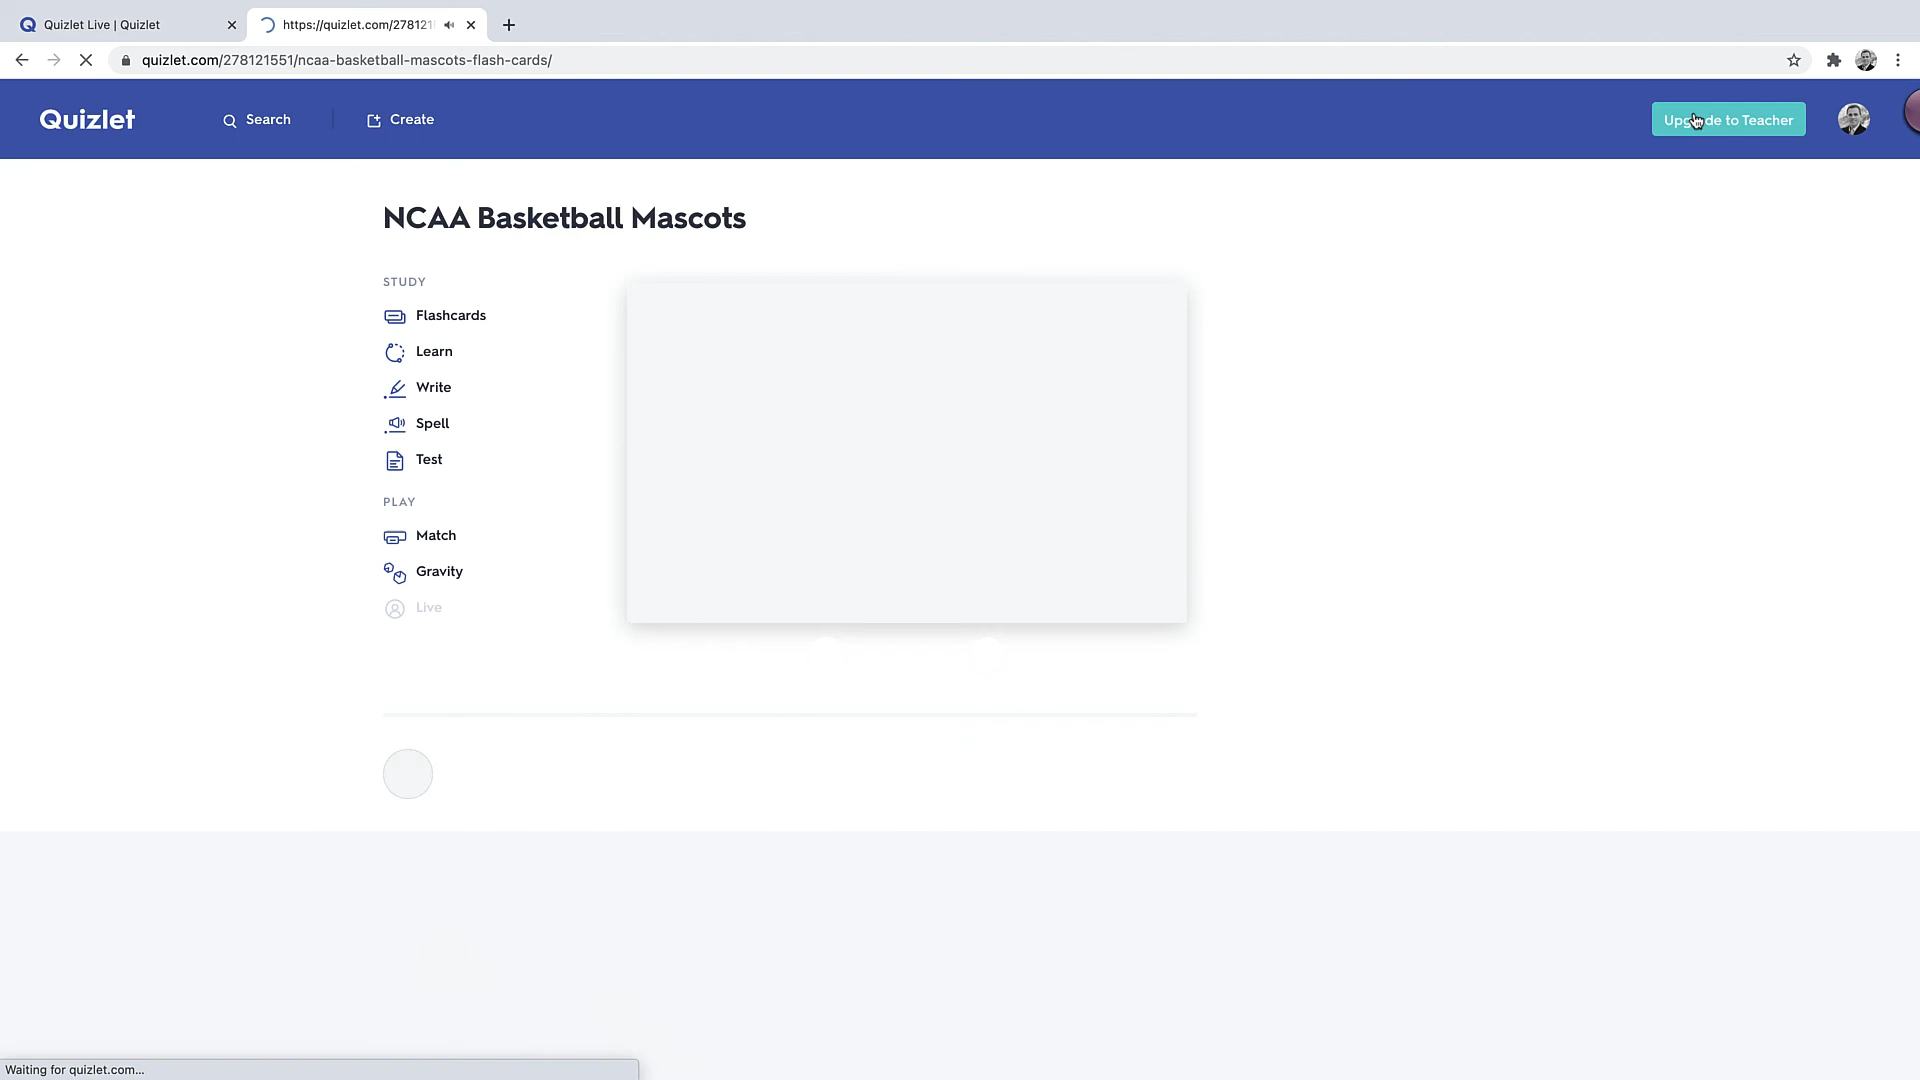 Quizlet Live | Quizlet
https://quizlet.com/27812
quizlet.com/278121551/ncaa-basketball-mascots-flash-cards/
Quizlet
Search
Create
Upgrade to Teacher
NCAA Basketball Mascots
STUDY
Flashcards
Learn
Write
Spell
Test
PLAY
Match
Gravity
Live
Waiting for quizlet.com...